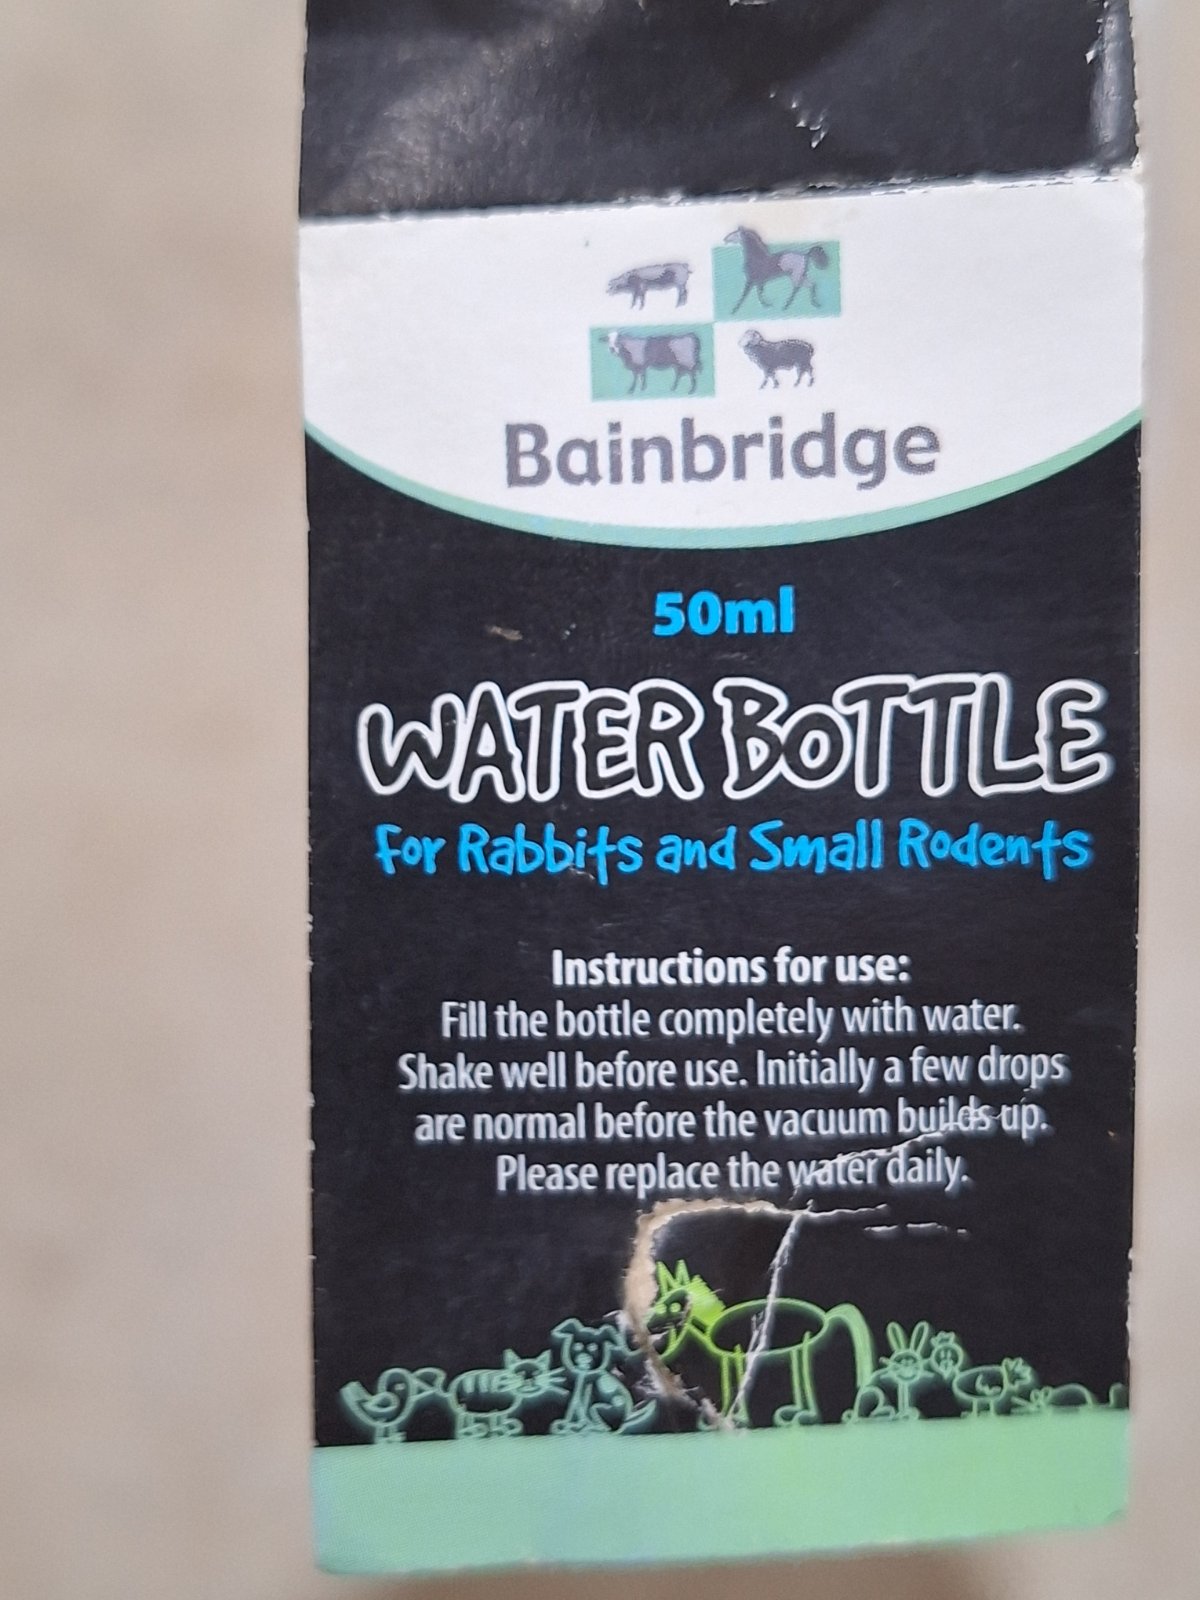 Bainbridge
50ml
WATER BOTTLE
For Rabbits and Small Rodents
Instructions for use:
Fill the bottle completely with water.
Shake well before use. Initially a few drops
are normal before the vacuum builds up.
Please replace the water daily.